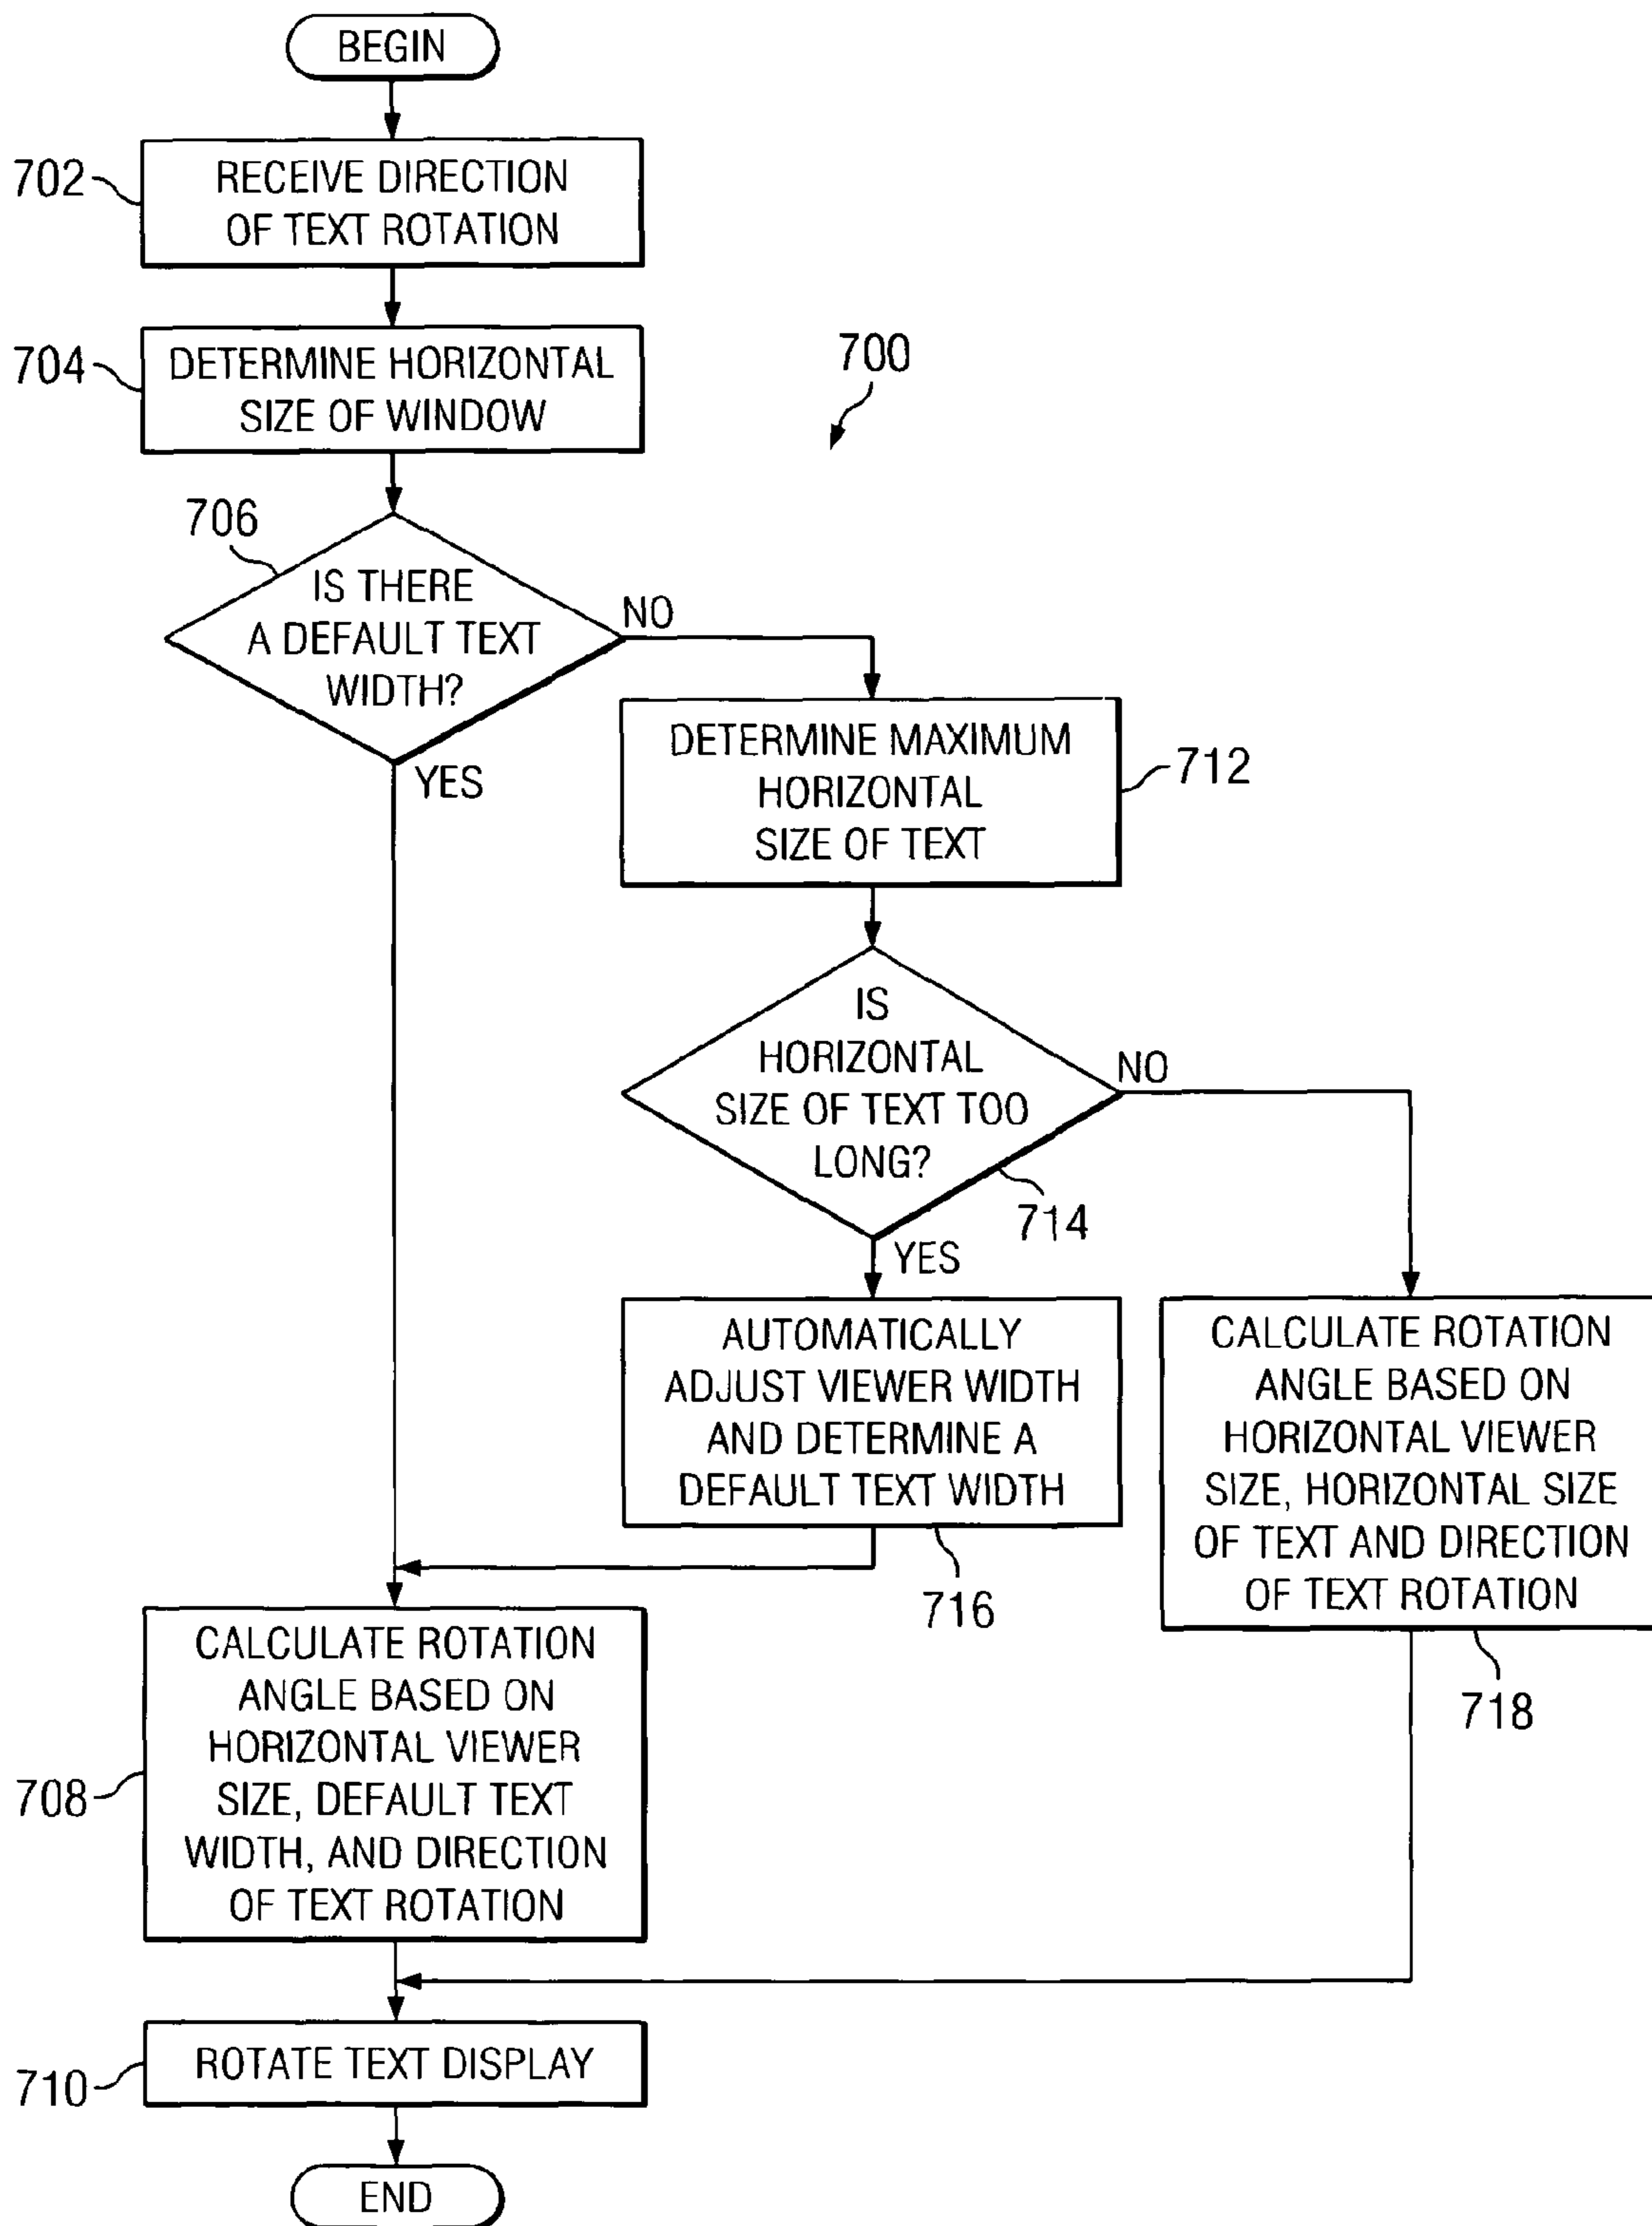 BEGIN
702
RECEIVE DIRECTION
OF TEXT ROTATION
704
DETERMINE HORIZONTAL
SIZE OF WINDOW
700
706
IS THERE
A DEFAULT TEXT
WIDTH?
NO
YES
DETERMINE MAXIMUM
HORIZONTAL
SIZE OF TEXT
712
IS
HORIZONTAL
SIZE OF TEXT TOO
LONG?
NO
714
YES
AUTOMATICALLY
ADJUST VIEWER WIDTH
AND DETERMINE A
DEFAULT TEXT WIDTH
716
CALCULATE ROTATION
ANGLE BASED ON
HORIZONTAL VIEWER
SIZE, HORIZONTAL SIZE
OF TEXT AND DIRECTION
OF TEXT ROTATION
718
708
CALCULATE ROTATION
ANGLE BASED ON
HORIZONTAL VIEWER
SIZE, DEFAULT TEXT
WIDTH, AND DIRECTION
OF TEXT ROTATION
710
ROTATE TEXT DISPLAY
END